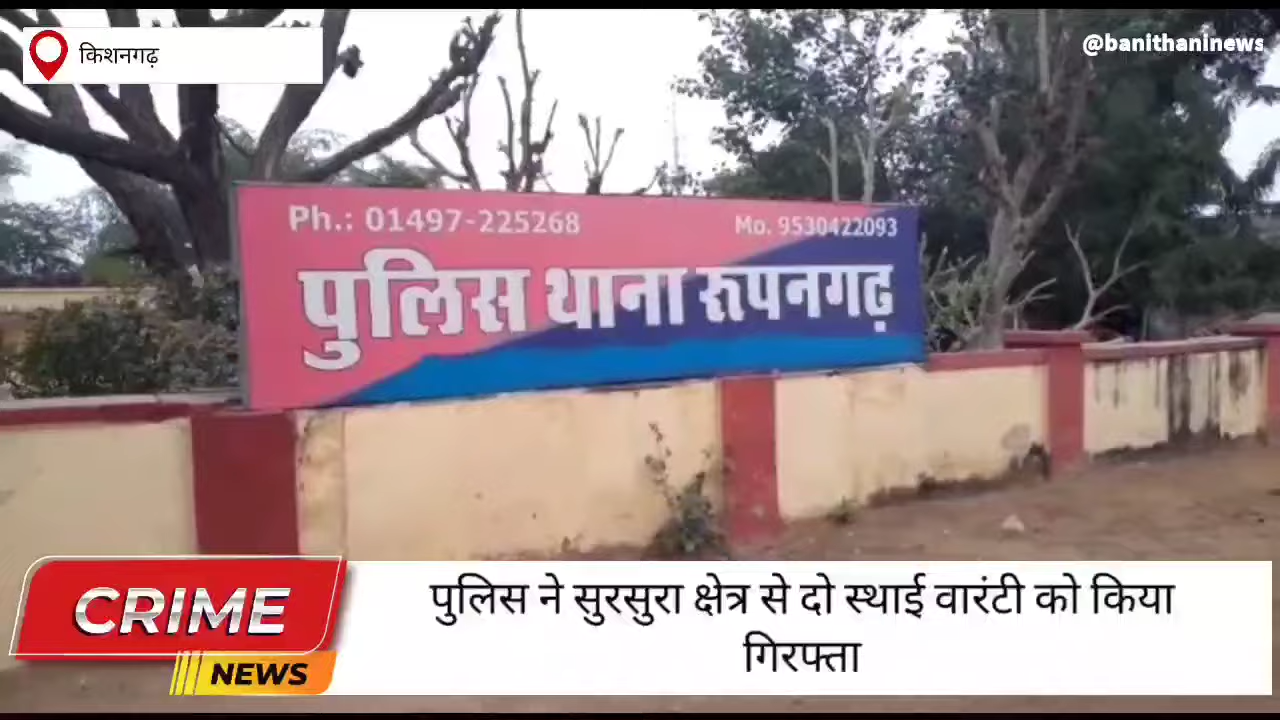 किशनगढ़
@banithaninews
Ph.: 01497-225268
Mo. 9530422093
पुलिस थाना रूपनगढ़
CRIME
NEWS
पुलिस ने सुरसुरा क्षेत्र से दो स्थाई वारंटी को किया
गिरफ्ता